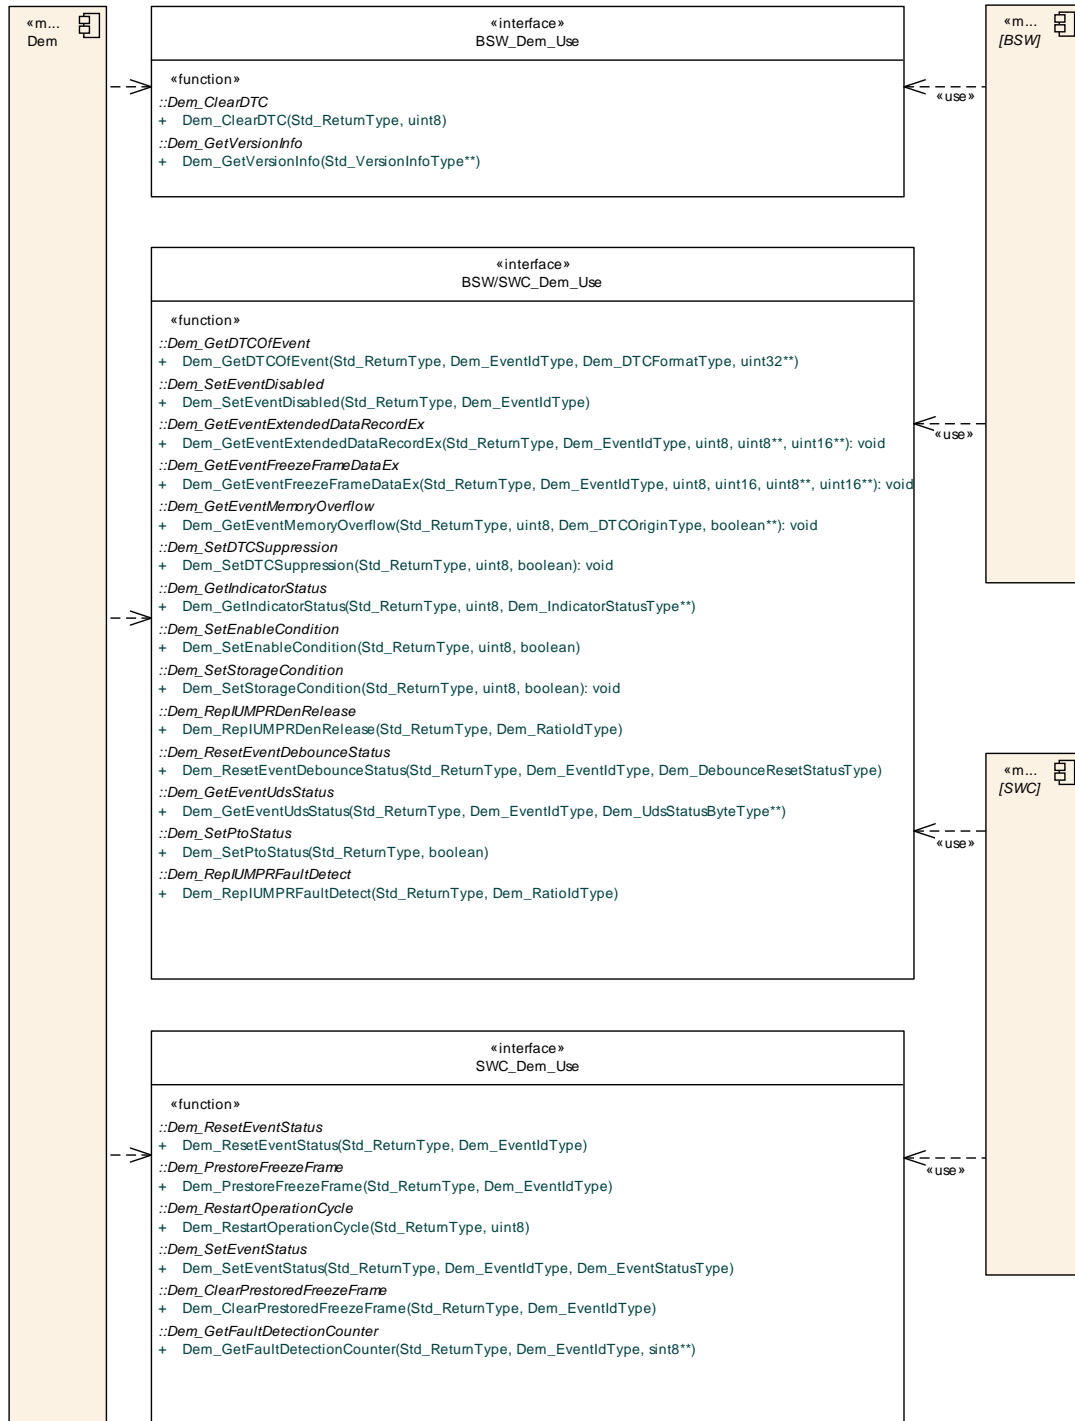 «m...
Dem
«interface»
BSW_Dem_Use
«function»
::Dem_ClearDTC
+ Dem_ClearDTC(Std_ReturnType, uint8)
::Dem_GetVersionInfo
+ Dem_GetVersionInfo(Std_VersionInfoType**)
«m...
[BSW]
«use»
«interface»
BSW/SWC_Dem_Use
«function»
::Dem_GetDTCOfEvent
+ Dem_GetDTCOfEvent(Std_ReturnType, Dem_EventIdType, Dem_DTCFormatType, uint32**)
::Dem_SetEventDisabled
+ Dem_SetEventDisabled(Std_ReturnType, Dem_EventIdType)
::Dem_GetEventExtendedDataRecordEx
+ Dem_GetEventExtendedDataRecordEx(Std_ReturnType, Dem_EventIdType, uint8, uint8**, uint16**): void
::Dem_GetEventFreezeFrameDataEx
+ Dem_GetEventFreezeFrameDataEx(Std_ReturnType, Dem_EventIdType, uint8, uint16, uint8**, uint16**): void
::Dem_GetEventMemoryOverflow
+ Dem_GetEventMemoryOverflow(Std_ReturnType, uint8, Dem_DTCOriginType, boolean**): void
::Dem_SetDTCSuppression
+ Dem_SetDTCSuppression(Std_ReturnType, uint8, boolean): void
::Dem_GetIndicatorStatus
+ Dem_GetIndicatorStatus(Std_ReturnType, uint8, Dem_IndicatorStatusType**)
::Dem_SetEnableCondition
+ Dem_SetEnableCondition(Std_ReturnType, uint8, boolean)
::Dem_SetStorageCondition
+ Dem_SetStorageCondition(Std_ReturnType, uint8, boolean): void
::Dem_RepIUMPRDenRelease
+ Dem_RepIUMPRDenRelease(Std_ReturnType, Dem_RatioIdType)
::Dem_ResetEventDebounceStatus
+ Dem_ResetEventDebounceStatus(Std_ReturnType, Dem_EventIdType, Dem_DebounceResetStatusType)
::Dem_GetEventUdsStatus
+ Dem_GetEventUdsStatus(Std_ReturnType, Dem_EventIdType, Dem_UdsStatusByteType**)
::Dem_SetPtoStatus
+ Dem_SetPtoStatus(Std_ReturnType, boolean)
::Dem_RepIUMPRFaultDetect
+ Dem_RepIUMPRFaultDetect(Std_ReturnType, Dem_RatioIdType)
«use»
«m...
[SWC]
«use»
«interface»
SWC_Dem_Use
«function»
::Dem_ResetEventStatus
+ Dem_ResetEventStatus(Std_ReturnType, Dem_EventIdType)
::Dem_PrestoreFreezeFrame
+ Dem_PrestoreFreezeFrame(Std_ReturnType, Dem_EventIdType)
::Dem_RestartOperationCycle
+ Dem_RestartOperationCycle(Std_ReturnType, uint8)
::Dem_SetEventStatus
+ Dem_SetEventStatus(Std_ReturnType, Dem_EventIdType, Dem_EventStatusType)
::Dem_ClearPrestoredFreezeFrame
+ Dem_ClearPrestoredFreezeFrame(Std_ReturnType, Dem_EventIdType)
::Dem_GetFaultDetectionCounter
+ Dem_GetFaultDetectionCounter(Std_ReturnType, Dem_EventIdType, sint8**)
«use»